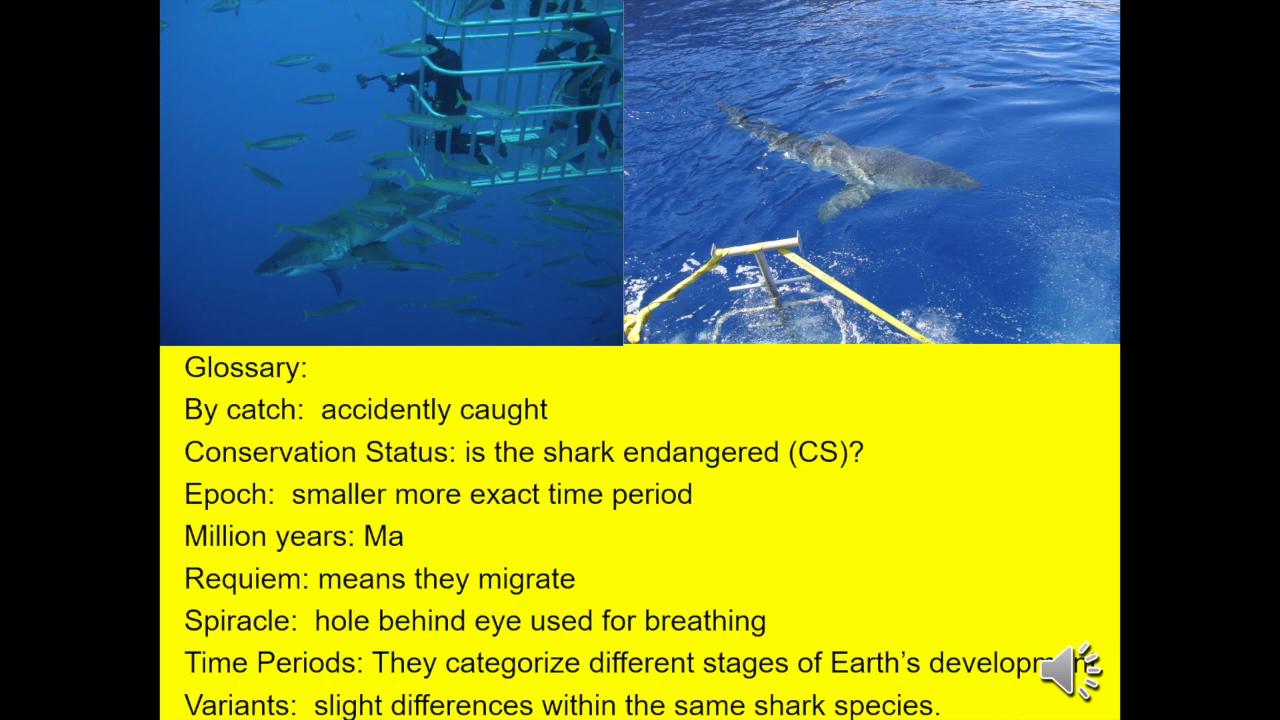 Glossary:
By catch: accidently caught
Conservation Status: is the shark endangered (CS)?
Epoch: smaller more exact time period
Million years: Ma
Requiem: means they migrate
Spiracle: hole behind eye used for breathing
Time Periods: They categorize different stages of Earth’s
Variants: slight differences within the same shark species.